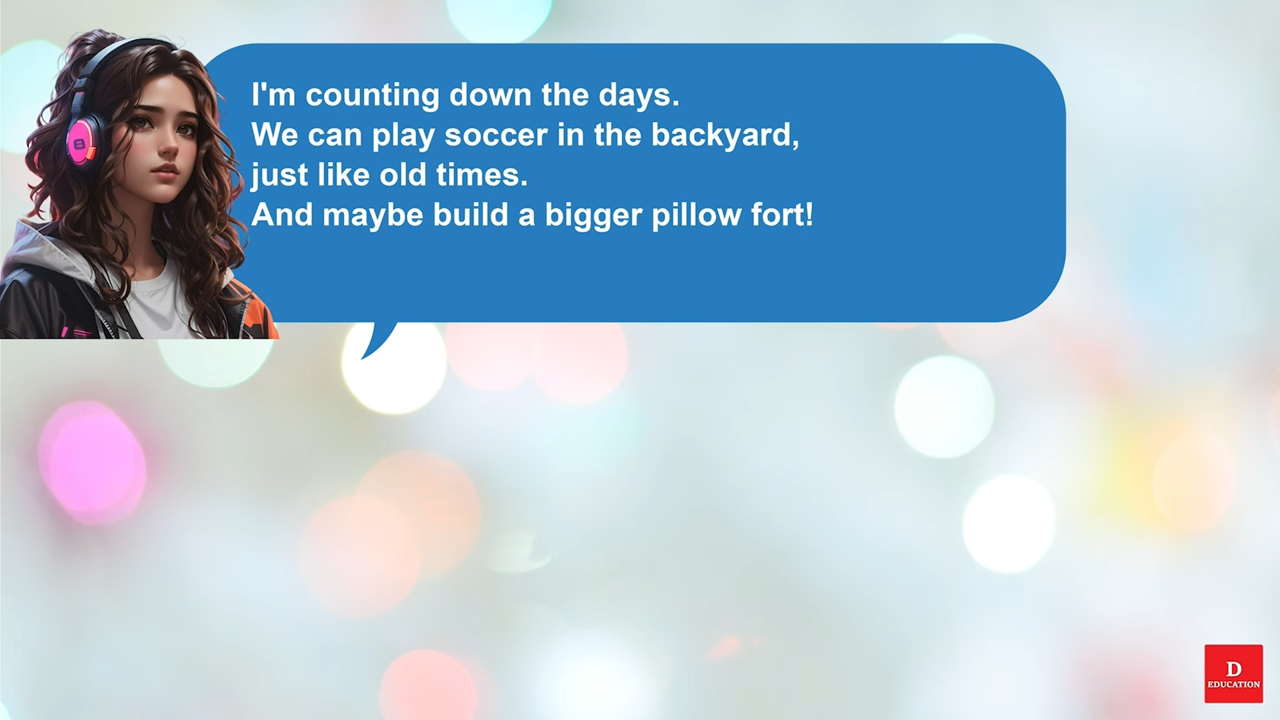 I'm counting down the days.
We can play soccer in the backyard,
just like old times.
And maybe build a bigger pillow fort!
D
EDUCATION